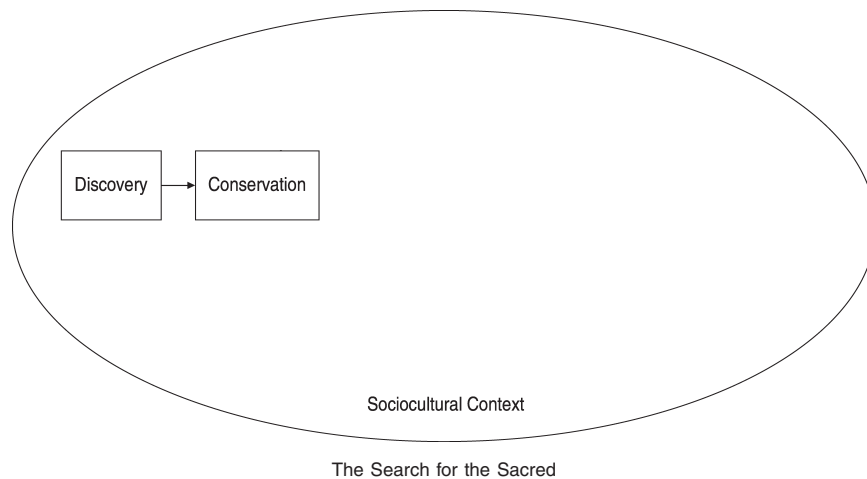 Discovery
Conservation
Sociocultural Context
The Search for the Sacred